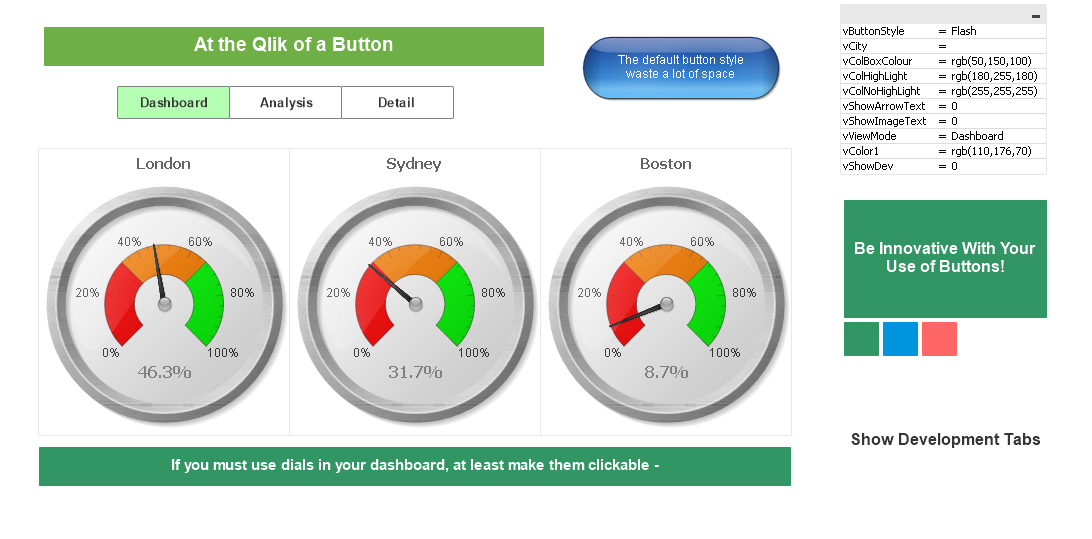 At the Qlik of a Button
The default button style
waste a lot of space
Dashboard
Analysis
Detail
vButtonStyle = Flash
vCity =
vColBoxColour = rgb(50,150,100)
vColHighLight = rgb(180,255,180)
vColNoHighLight = rgb(255,255,255)
vShowArrowText = 0
vShowImageText = 0
vViewMode = Dashboard
vColor1 = rgb(110,176,70)
vShowDev = 0
London
40% 60%
20% 80%
0% 100%
46.3%
Sydney
40% 60%
20% 80%
0% 100%
31.7%
Boston
40% 60%
20% 80%
0% 100%
8.7%
Be Innovative With Your
Use of Buttons!
Show Development Tabs
If you must use dials in your dashboard, at least make them clickable -